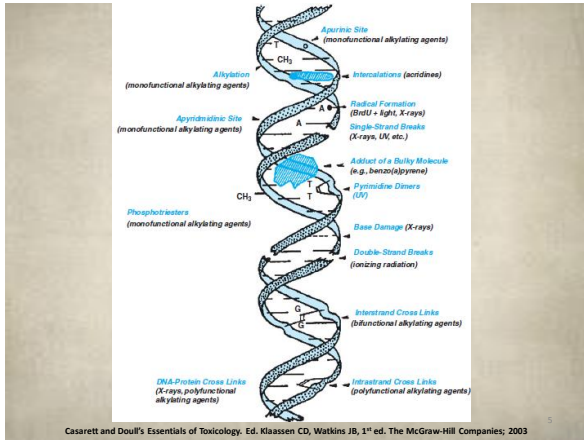 Apurinic Site
(monofunctional alkylating agents)
T
CH₃
Alkylation
(monofunctional alkylating agents)
Intercalations (acridines)
A
Radical Formation
(BrdU + light, X-rays)
Apyridmidinic Site
(monofunctional alkylating agents)
A
Single-Strand Breaks
(X-rays, UV, etc.)
Adduct of a Bulky Molecule
(e.g., benzo(a)pyrene)
T
T
Pyrimidine Dimers
(UV)
CH₃
Phosphotriesters
(monofunctional alkylating agents)
Base Damage (X-rays)
Double-Strand Breaks
(ionizing radiation)
G
G
Interstrand Cross Links
(bifunctional alkylating agents)
DNA-Protein Cross Links
(X-rays, polyfunctional
alkylating agents)
Intrastrand Cross Links
(polyfunctional alkylating agents)
5
Casarett and Doull's Essentials of Toxicology. Ed. Klaassen CD, Watkins JB, 1st ed. The McGraw-Hill Companies; 2003